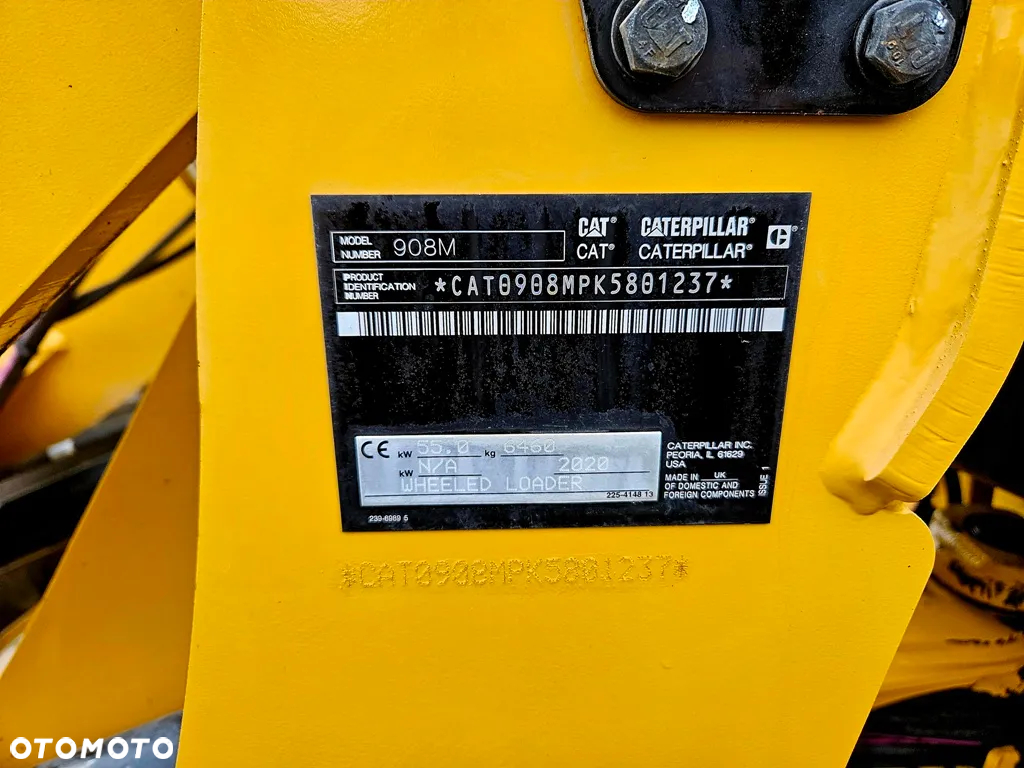 MODEL NUMBER 908M
CAT® CATERPILLAR®
CAT® CATERPILLAR®
PRODUCT IDENTIFICATION NUMBER *CAT0908MPK5801237*
CE kW 55.0 kg 6460
kW N/A 2020
WHEELED LOADER
225-4148 13
CATERPILLAR INC.
PEORIA, IL 61629
USA
MADE IN UK
OF DOMESTIC AND
FOREIGN COMPONENTS
ISSUE 1
239-6989 5
*CAT0908MPK5801237*
OTOMOTO